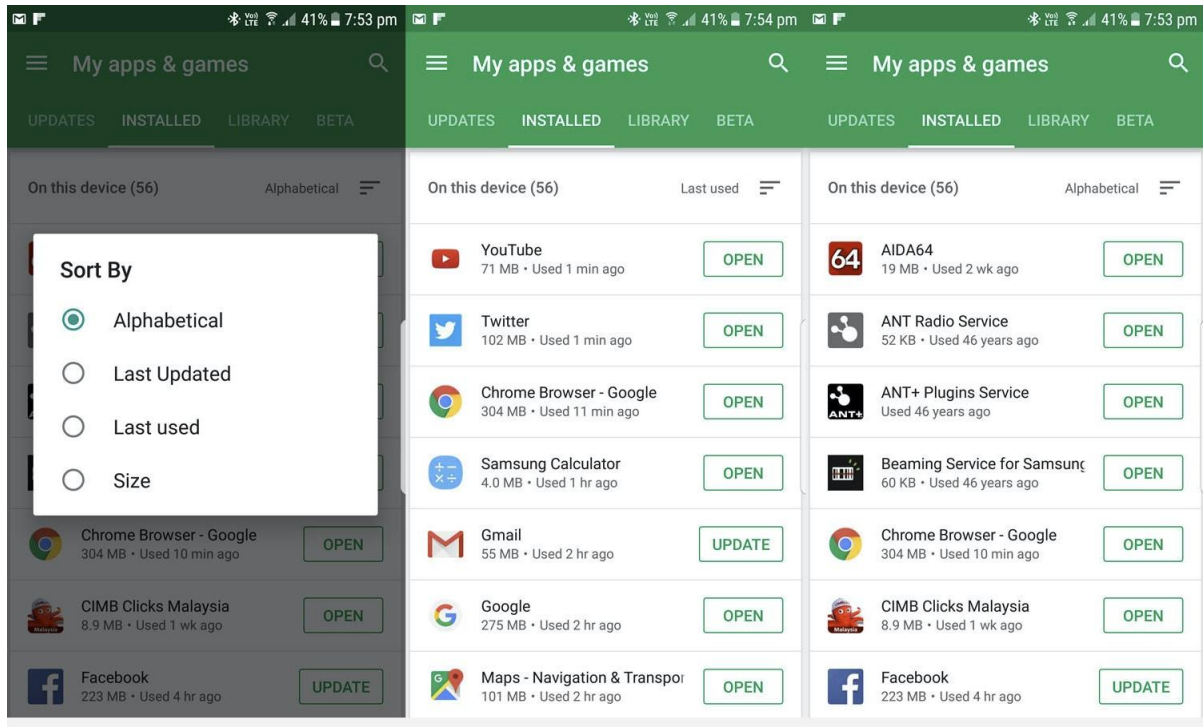 41% 7:53 pm
My apps & games
UPDATES INSTALLED LIBRARY BETA
On this device (56) Alphabetical
Sort By
Alphabetical
Last Updated
Last used
Size
Chrome Browser - Google
304 MB • Used 10 min ago
OPEN
CIMB Clicks Malaysia
8.9 MB • Used 1 wk ago
OPEN
Facebook
223 MB • Used 4 hr ago
UPDATE
VoLTE 41% 7:54 pm
My apps & games
UPDATES INSTALLED LIBRARY BETA
On this device (56) Last used
YouTube
71 MB • Used 1 min ago
OPEN
Twitter
102 MB • Used 1 min ago
OPEN
Chrome Browser - Google
304 MB • Used 11 min ago
OPEN
Samsung Calculator
4.0 MB • Used 1 hr ago
OPEN
Gmail
55 MB • Used 2 hr ago
UPDATE
Google
275 MB • Used 2 hr ago
OPEN
Maps - Navigation & Transpor
101 MB • Used 2 hr ago
OPEN
41% 7:53 pm
My apps & games
UPDATES INSTALLED LIBRARY BETA
On this device (56) Alphabetical
64
AIDA64
19 MB • Used 2 wk ago
OPEN
ANT Radio Service
52 KB • Used 46 years ago
OPEN
ANT+
ANT+ Plugins Service
Used 46 years ago
OPEN
Beaming Service for Samsung
60 KB • Used 46 years ago
OPEN
Chrome Browser - Google
304 MB • Used 10 min ago
OPEN
Malaysia
CIMB Clicks Malaysia
8.9 MB • Used 1 wk ago
OPEN
Facebook
223 MB • Used 4 hr ago
UPDATE